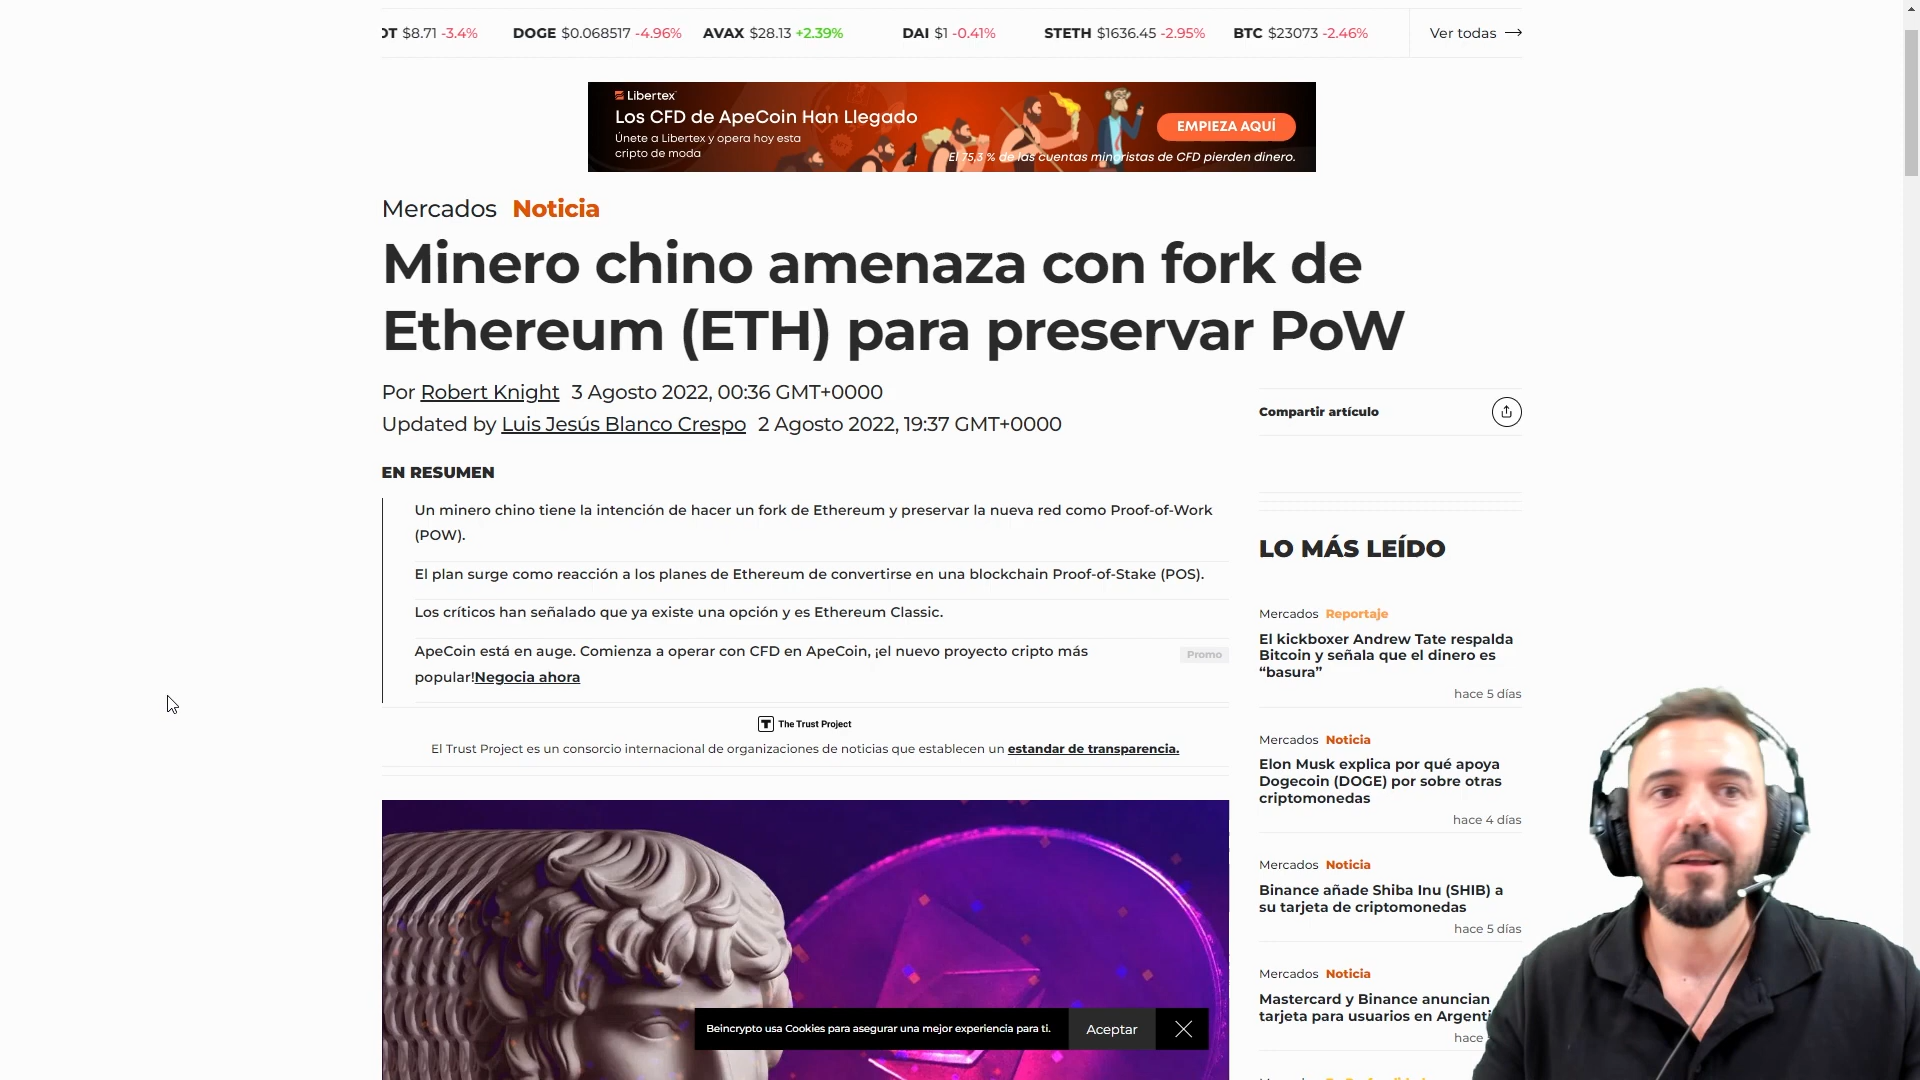 OT $8.71 -3.4% DOGE $0.068517 -4.96% AVAX $28.13 +2.39% DAI $1 -0.41% STETH $1636.45 -2.95% BTC $23073 -2.46% Ver todas
Libertex
Los CFD de ApeCoin Han Llegado
Únete a Libertex y opera hoy esta
cripto de moda
EMPIEZA AQUÍ
El 75,3 % de las cuentas minoristas de CFD pierden dinero.
Mercados Noticia
Minero chino amenaza con fork de
Ethereum (ETH) para preservar PoW
Por Robert Knight 3 Agosto 2022, 00:36 GMT+0000
Updated by Luis Jesús Blanco Crespo 2 Agosto 2022, 19:37 GMT+0000
Compartir artículo
EN RESUMEN
Un minero chino tiene la intención de hacer un fork de Ethereum y preservar la nueva red como Proof-of-Work
(POW).
El plan surge como reacción a los planes de Ethereum de convertirse en una blockchain Proof-of-Stake (POS).
Los críticos han señalado que ya existe una opción y es Ethereum Classic.
ApeCoin está en auge. Comienza a operar con CFD en ApeCoin, ¡el nuevo proyecto cripto más
popular!Negocia ahora
Promo
The Trust Project
El Trust Project es un consorcio internacional de organizaciones de noticias que establecen un estandar de transparencia.
LO MÁS LEÍDO
Mercados Reportaje
El kickboxer Andrew Tate respalda
Bitcoin y señala que el dinero es
“basura”
hace 5 días
Mercados Noticia
Elon Musk explica por qué apoya
Dogecoin (DOGE) por sobre otras
criptomonedas
hace 4 días
Mercados Noticia
Binance añade Shiba Inu (SHIB) a
su tarjeta de criptomonedas
hace 5 días
Mercados Noticia
Mastercard y Binance anuncian
tarjeta para usuarios en Argenti
hace
Beincrypto usa Cookies para asegurar una mejor experiencia para ti.
Aceptar